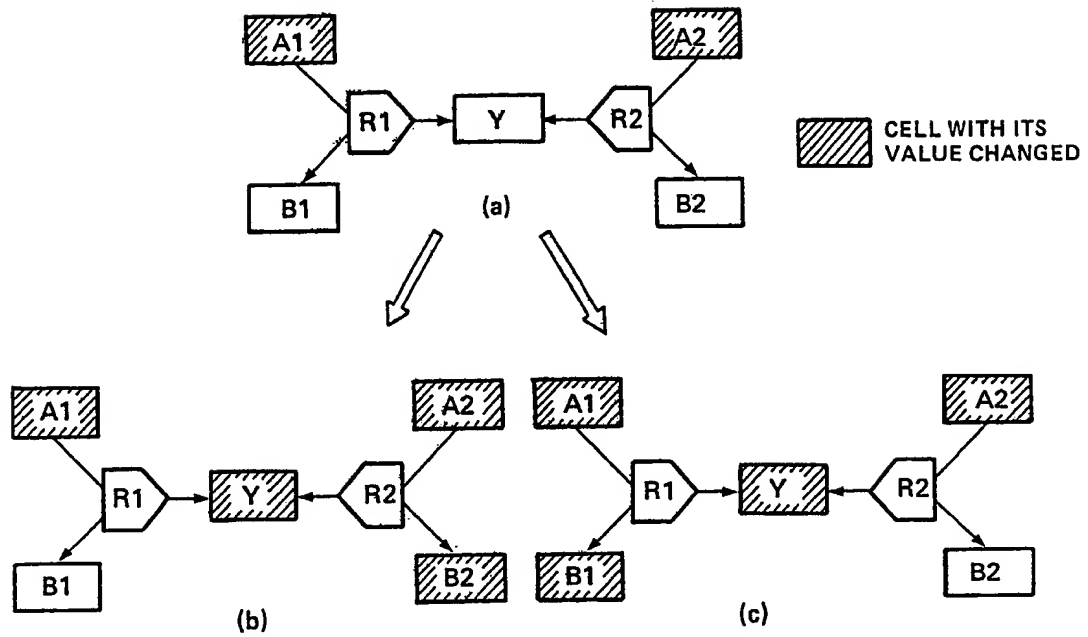 A1
A2
R1
Y
R2
CELL WITH ITS
VALUE CHANGED
B1
B2
(a)
A1
A2
R1
Y
R2
B1
B2
(b)
A1
A2
R1
Y
R2
B1
B2
(c)